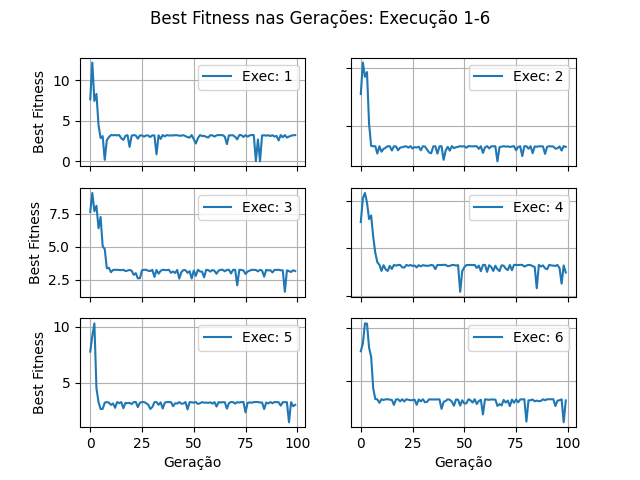 Best Fitness nas Gerações: Execução 1-6
Best Fitness
10
5
0
Exec: 1
Exec: 2
Best Fitness
7.5
5.0
2.5
Exec: 3
Exec: 4
Best Fitness
10
5
Exec: 5
Exec: 6
0 25 50 75 100
0 25 50 75 100
Geração
Geração